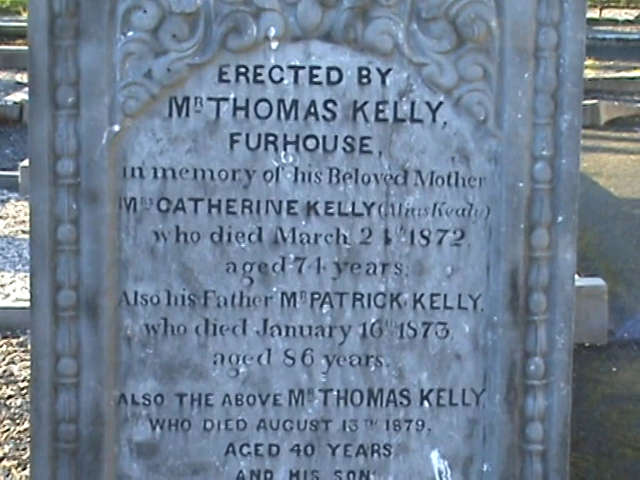 ERECTED BY
MR THOMAS KELLY,
FURHOUSE,
in memory of his Beloved Mother
MRS CATHERINE KELLY (Alias Kealy)
who died March 24th 1872,
aged 74 years.
Also his Father MR PATRICK KELLY,
who died January 16th 1873,
aged 86 years.
ALSO THE ABOVE MR THOMAS KELLY,
WHO DIED AUGUST 13TH 1879.
AGED 40 YEARS
AND HIS SON